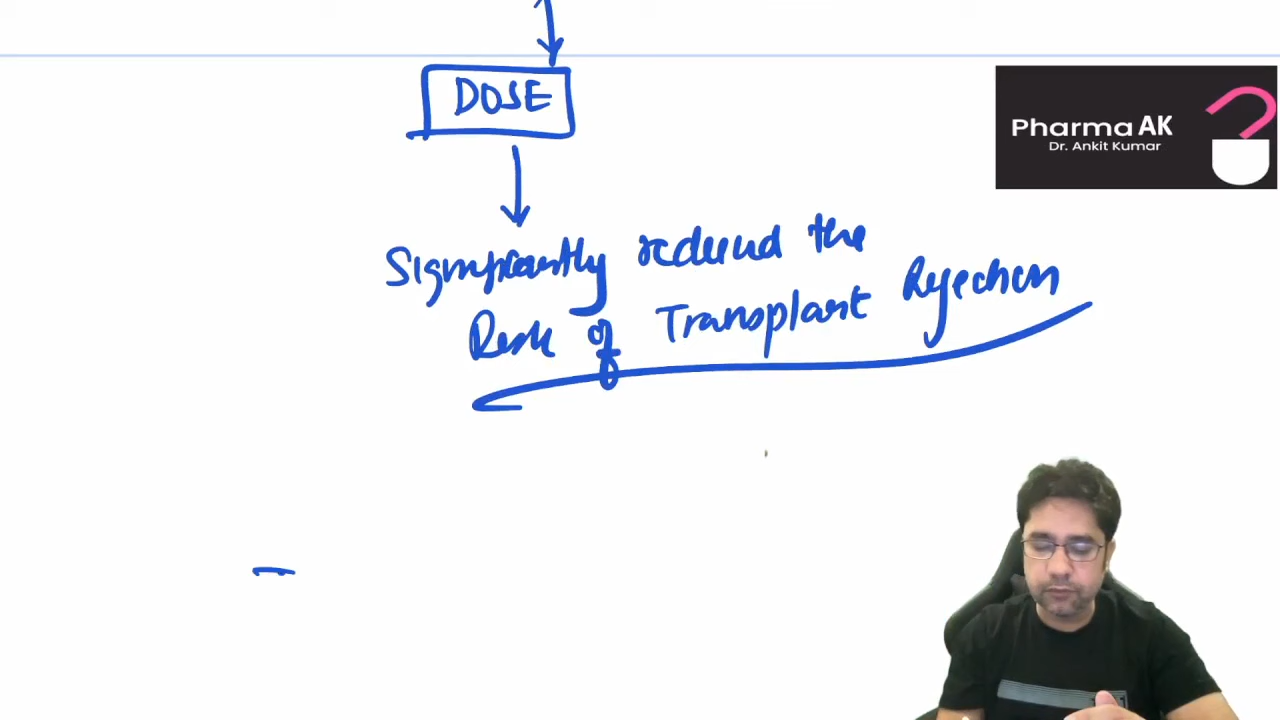 DOSE
Pharma AK
Dr. Ankit Kumar
Significantly reduced the
Risk of Transplant Rejection